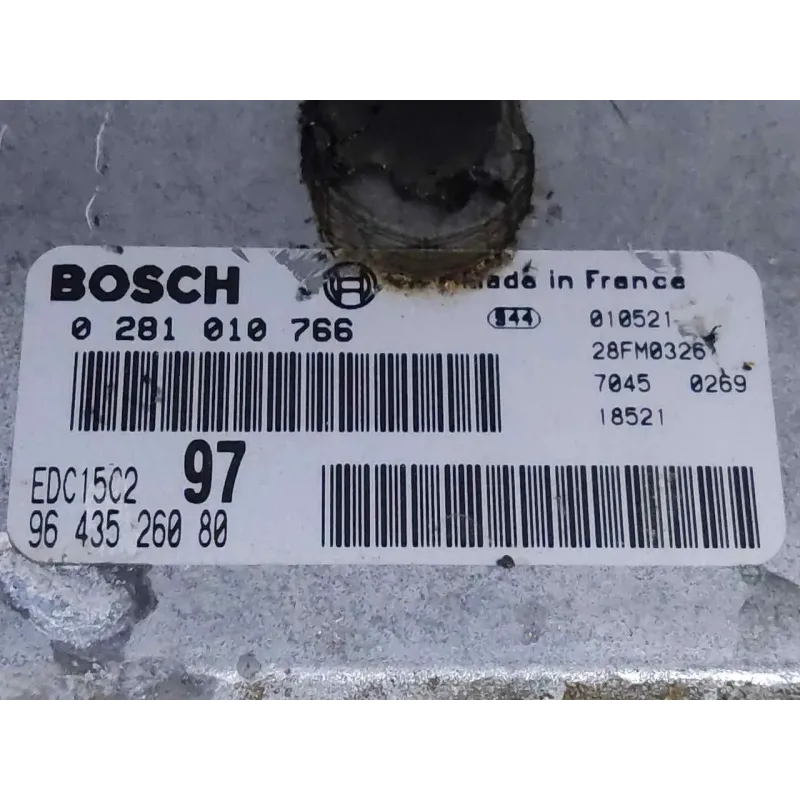 BOSCH Made in France
0 281 010 766 344 010521
28FM0326
7045 0269
18521
EDC15C2 97
96 435 260 80